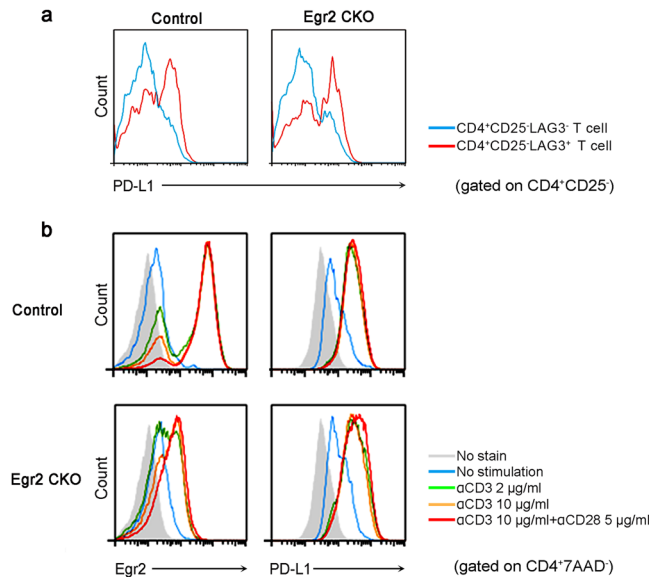 a
Control
Egr2 CKO
Count
CD4⁺CD25⁻LAG3⁻ T cell
CD4⁺CD25⁻LAG3⁺ T cell
PD-L1
(gated on CD4⁺CD25⁻)
b
Control
Count
Egr2 CKO
Count
No stain
No stimulation
αCD3 2 μg/ml
αCD3 10 μg/ml
αCD3 10 μg/ml+αCD28 5 μg/ml
Egr2
PD-L1
(gated on CD4⁺7AAD⁻)